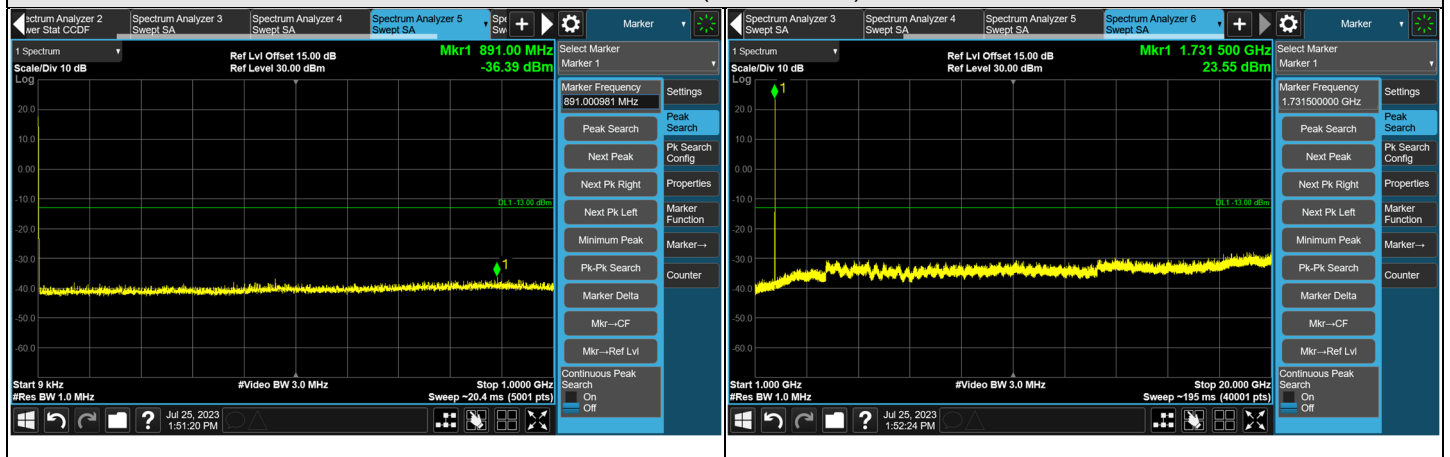 ectrum Analyzer 2
wer Stat CCDF
Spectrum Analyzer 3
Swept SA
Spectrum Analyzer 4
Swept SA
Spectrum Analyzer 5
Swept SA
Spe
Sw
Marker
1 Spectrum
Scale/Div 10 dB
Log
Ref Lvl Offset 15.00 dB
Ref Level 30.00 dBm
Mkr1 891.00 MHz
-36.39 dBm
20.0
10.0
0.00
-10.0
-20.0
-30.0
-40.0
-50.0
-60.0
DL1 -13.00 dBm
1
Start 9 kHz
#Res BW 1.0 MHz
#Video BW 3.0 MHz
Stop 1.0000 GHz
Sweep ~20.4 ms (5001 pts)
Select Marker
Marker 1
Marker Frequency
891.000981 MHz
Peak Search
Next Peak
Next Pk Right
Next Pk Left
Minimum Peak
Pk-Pk Search
Marker Delta
Mkr→CF
Mkr→Ref Lvl
Continuous Peak
Search
On
Off
Settings
Peak
Search
Pk Search
Config
Properties
Marker
Function
Marker→
Counter
?
Jul 25, 2023
1:51:20 PM
Spectrum Analyzer 3
Swept SA
Spectrum Analyzer 4
Swept SA
Spectrum Analyzer 5
Swept SA
Spectrum Analyzer 6
Swept SA
Marker
1 Spectrum
Scale/Div 10 dB
Log
Ref Lvl Offset 15.00 dB
Ref Level 30.00 dBm
Mkr1 1.731 500 GHz
23.55 dBm
20.0
10.0
0.00
-10.0
-20.0
-30.0
-40.0
-50.0
-60.0
DL1 -13.00 dBm
1
Start 1.000 GHz
#Res BW 1.0 MHz
#Video BW 3.0 MHz
Stop 20.000 GHz
Sweep ~195 ms (40001 pts)
Select Marker
Marker 1
Marker Frequency
1.731500000 GHz
Peak Search
Next Peak
Next Pk Right
Next Pk Left
Minimum Peak
Pk-Pk Search
Marker Delta
Mkr→CF
Mkr→Ref Lvl
Continuous Peak
Search
On
Off
Settings
Peak
Search
Pk Search
Config
Properties
Marker
Function
Marker→
Counter
?
Jul 25, 2023
1:52:24 PM